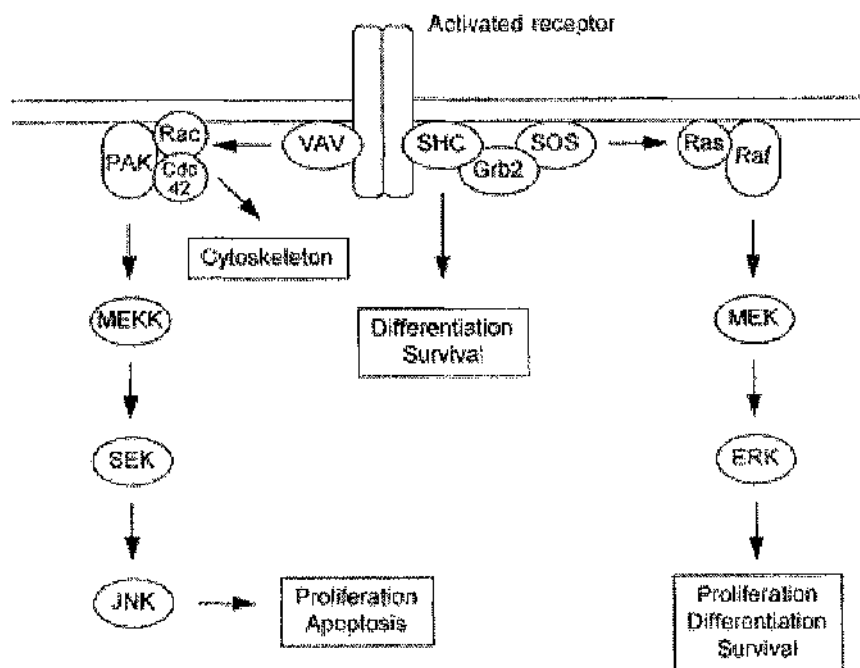 Activated receptor
Rac
PAK
Cdc
42
VAV
SHC
Grb2
SOS
Ras
Raf
Cytoskeleton
MEKK
Differentiation
Survival
MEK
SEK
ERK
JNK
Proliferation
Apoptosis
Proliferation
Differentiation
Survival